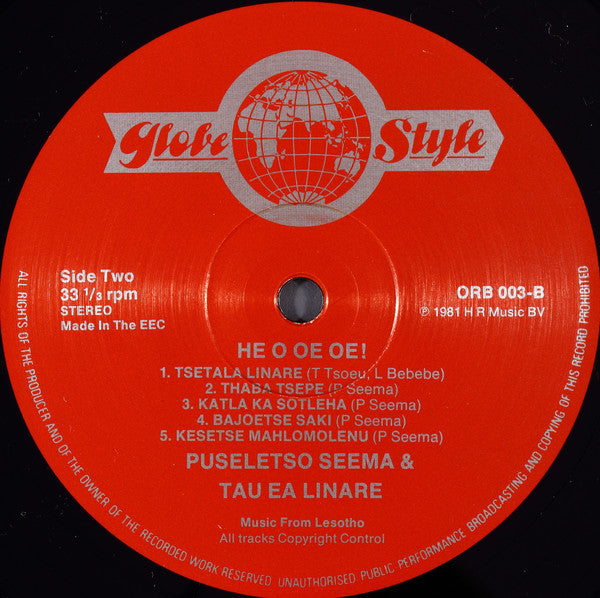 Globe Style
Side Two
33 1/3 rpm
STEREO
Made In The EEC
ORB 003-B
℗ 1981 H R Music BV
HE O OE OE!
1. TSETALA LINARE (T Tsoeu, L Bebebe)
2. THABA TSEPE (P Seema)
3. KATLA KA SOTLEHA (P Seema)
4. BAJOETSE SAKI (P Seema)
5. KESETSE MAHLOMOLENU (P Seema)
PUSELETSO SEEMA &
TAU EA LINARE
Music From Lesotho
All tracks Copyright Control
ALL RIGHTS OF THE PRODUCER AND OF THE OWNER OF THE RECORDED WORK RESERVED UNAUTHORISED PUBLIC PERFORMANCE BROADCASTING AND COPYING OF THIS RECORD PROHIBITED